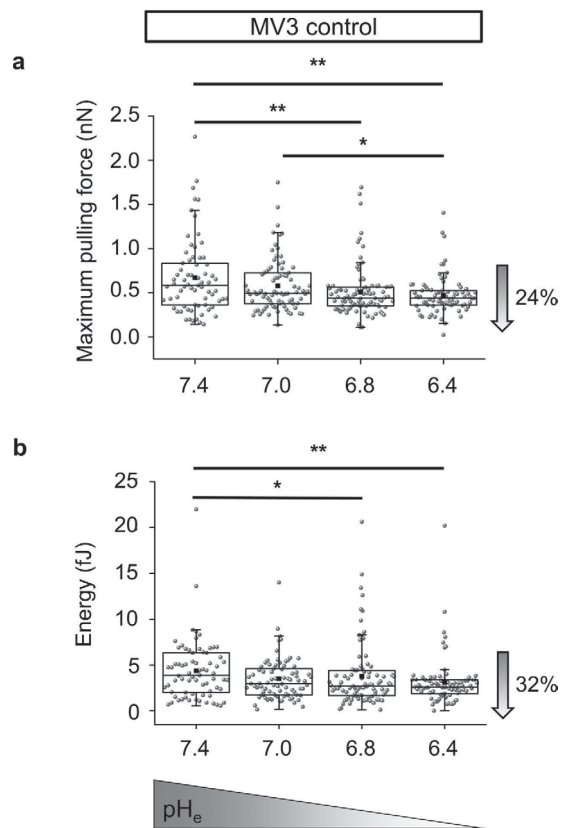 MV3 control
a
**
**
*
Maximum pulling force (nN)
2.5
2.0
1.5
1.0
0.5
0.0
24%
7.4 7.0 6.8 6.4
b
**
*
Energy (fJ)
25
20
15
10
5
0
32%
7.4 7.0 6.8 6.4
pHe